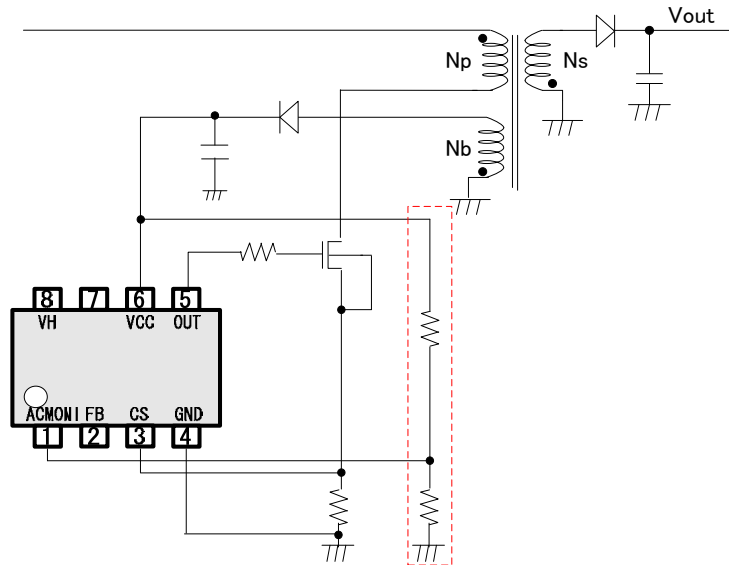 Vout
Np
Ns
Nb
8 7 6 5
VH VCC OUT
ACMONI FB CS GND
1 2 3 4